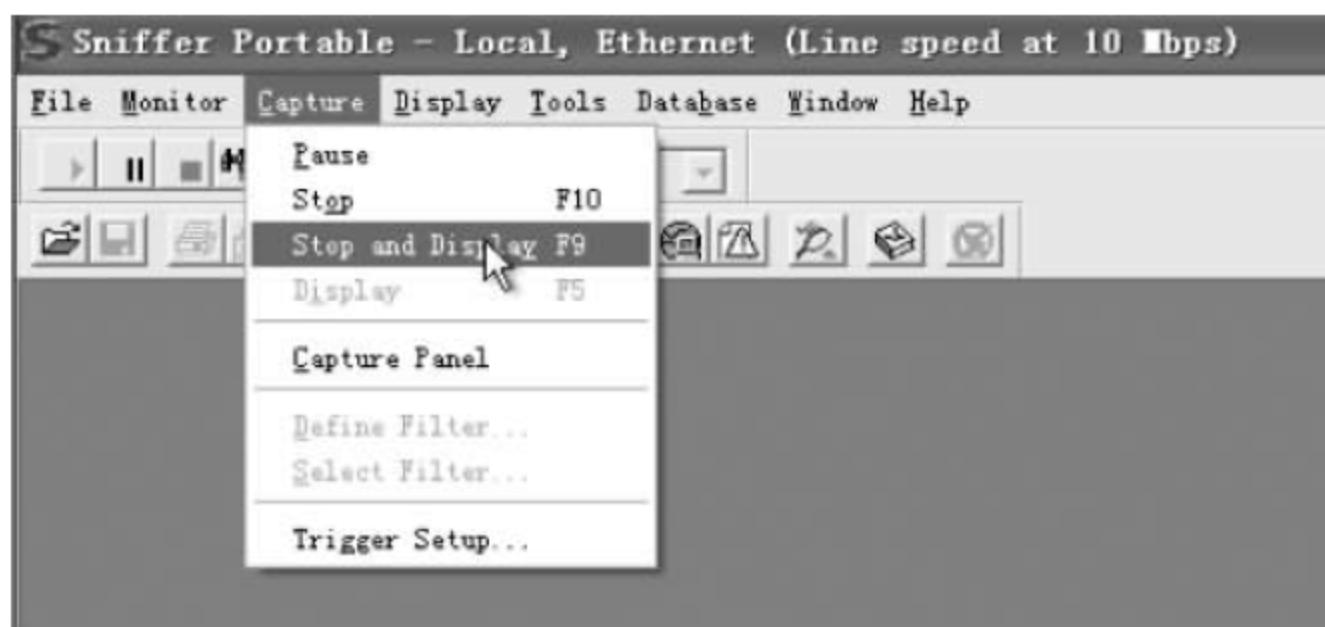 Sniffer Portable - Local, Ethernet (Line speed at 10 Mbps)
File Monitor Capture Display Tools Database Window Help
Pause
Stop F10
Stop and Display F9
Display F5
Capture Panel
Define Filter...
Select Filter...
Trigger Setup...